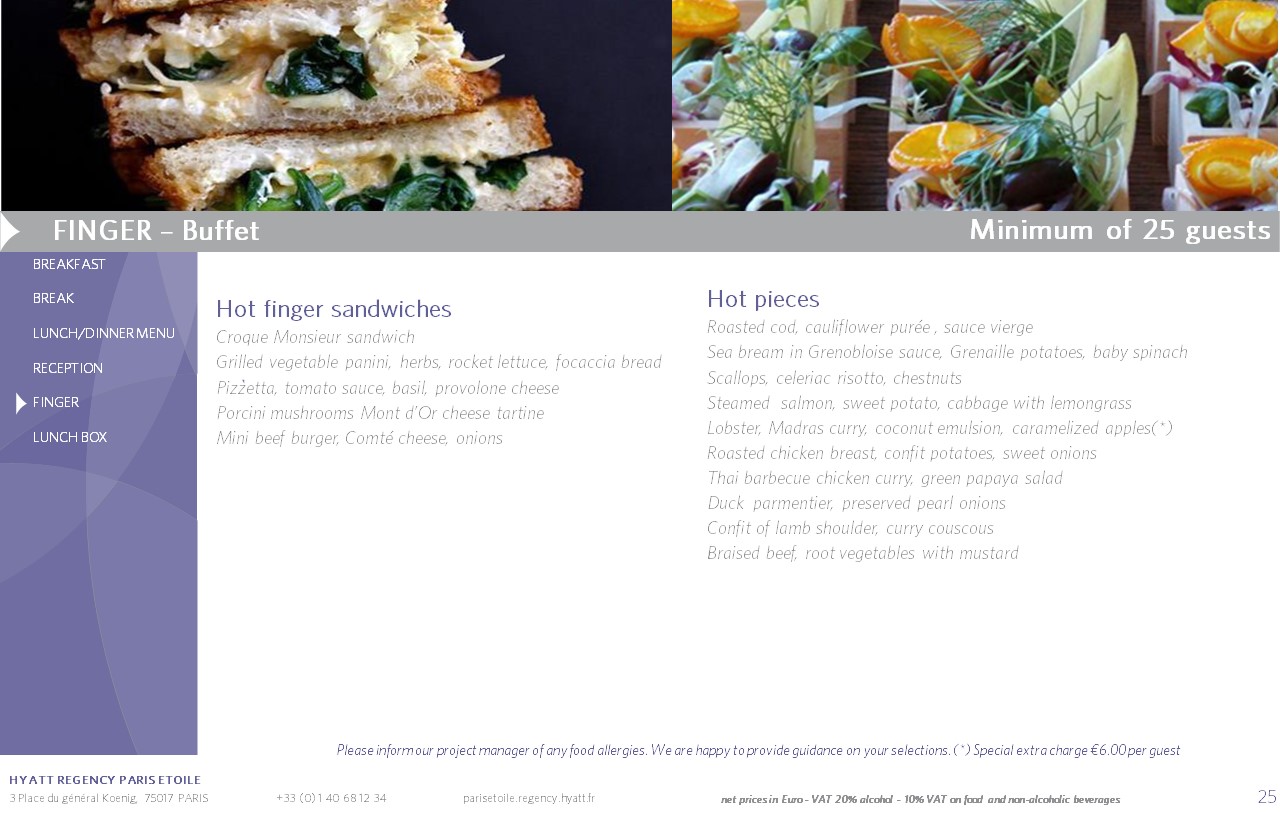 FINGER – Buffet
Minimum of 25 guests
BREAKFAST
BREAK
LUNCH/DINNER MENU
RECEPTION
FINGER
LUNCH BOX
Hot finger sandwiches
Croque Monsieur sandwich
Grilled vegetable panini, herbs, rocket lettuce, focaccia bread
Pizzetta, tomato sauce, basil, provolone cheese
Porcini mushrooms Mont d'Or cheese tartine
Mini beef burger, Comté cheese, onions
Hot pieces
Roasted cod, cauliflower purée , sauce vierge
Sea bream in Grenobloise sauce, Grenaille potatoes, baby spinach
Scallops, celeriac risotto, chestnuts
Steamed salmon, sweet potato, cabbage with lemongrass
Lobster, Madras curry, coconut emulsion, caramelized apples(*)
Roasted chicken breast, confit potatoes, sweet onions
Thai barbecue chicken curry, green papaya salad
Duck parmentier, preserved pearl onions
Confit of lamb shoulder, curry couscous
Braised beef, root vegetables with mustard
Please inform our project manager of any food allergies. We are happy to provide guidance on your selections. (*) Special extra charge €6.00 per guest
HYATT REGENCY PARIS ETOILE
3 Place du général Koenig, 75017 PARIS
+33 (0) 1 40 68 12 34
parisetoile.regency.hyatt.fr
net prices in Euro - VAT 20% alcohol - 10% VAT on food and non-alcoholic beverages
25